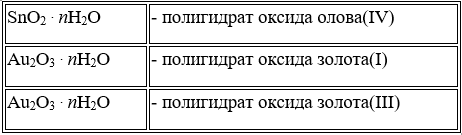 SnO₂ · nH₂O - полигидрат оксида олова(IV)
Au₂O₃ · nH₂O - полигидрат оксида золота(I)
Au₂O₃ · nH₂O - полигидрат оксида золота(III)